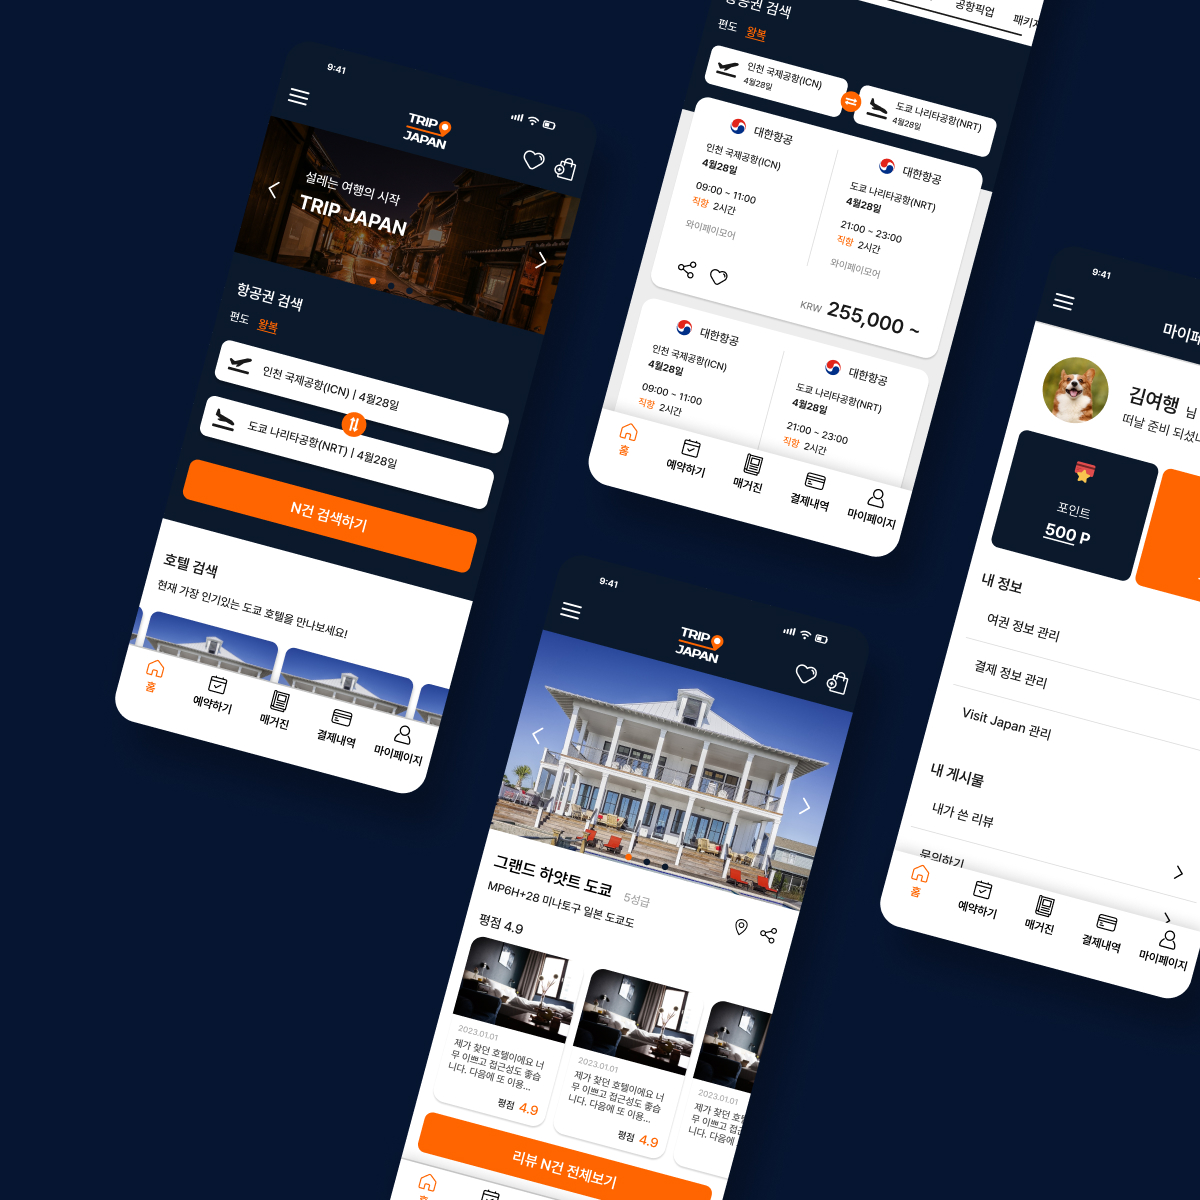 9:41
TRIP
JAPAN
설레는 여행의 시작
TRIP JAPAN
항공권 검색
편도 왕복
인천 국제공항(ICN) | 4월28일
도쿄 나리타공항(NRT) | 4월28일
N건 검색하기
호텔 검색
현재 가장 인기있는 도쿄 호텔을 만나보세요!
홈
예약하기
매거진
결제내역
마이페이지
공항픽업
항공권 검색
편도 왕복
인천 국제공항(ICN)
4월28일
도쿄 나리타공항(NRT)
4월28일
대한항공
인천 국제공항(ICN)
4월28일
09:00 ~ 11:00
직항 2시간
와이페이모어
대한항공
도쿄 나리타공항(NRT)
4월28일
21:00 ~ 23:00
직항 2시간
와이페이모어
KRW 255,000 ~
대한항공
인천 국제공항(ICN)
4월28일
09:00 ~ 11:00
직항 2시간
대한항공
도쿄 나리타공항(NRT)
4월28일
21:00 ~ 23:00
직항 2시간
홈
예약하기
매거진
결제내역
마이페이지
9:41
TRIP
JAPAN
그랜드 하얏트 도쿄 5성급
MP6H+28 미나토구 일본 도쿄도
평점 4.9
2023.01.01
제가 찾던 호텔이에요 너
무 이쁘고 접근성도 좋습
니다. 다음에 또 이용...
평점 4.9
2023.01.01
제가 찾던 호텔이에요 너
무 이쁘고 접근성도 좋습
니다. 다음에 또 이용...
평점 4.9
2023.01.01
제가 찾던
무 이쁘고
니다. 다음에
리뷰 N건 전체보기
9:41
김여행 님
떠날 준비
포인트
500 P
내 정보
여권 정보 관리
결제 정보 관리
Visit Japan 관리
내 게시물
내가 쓴 리뷰
문의하기
홈
예약하기
매거진
결제내역
마이페이지